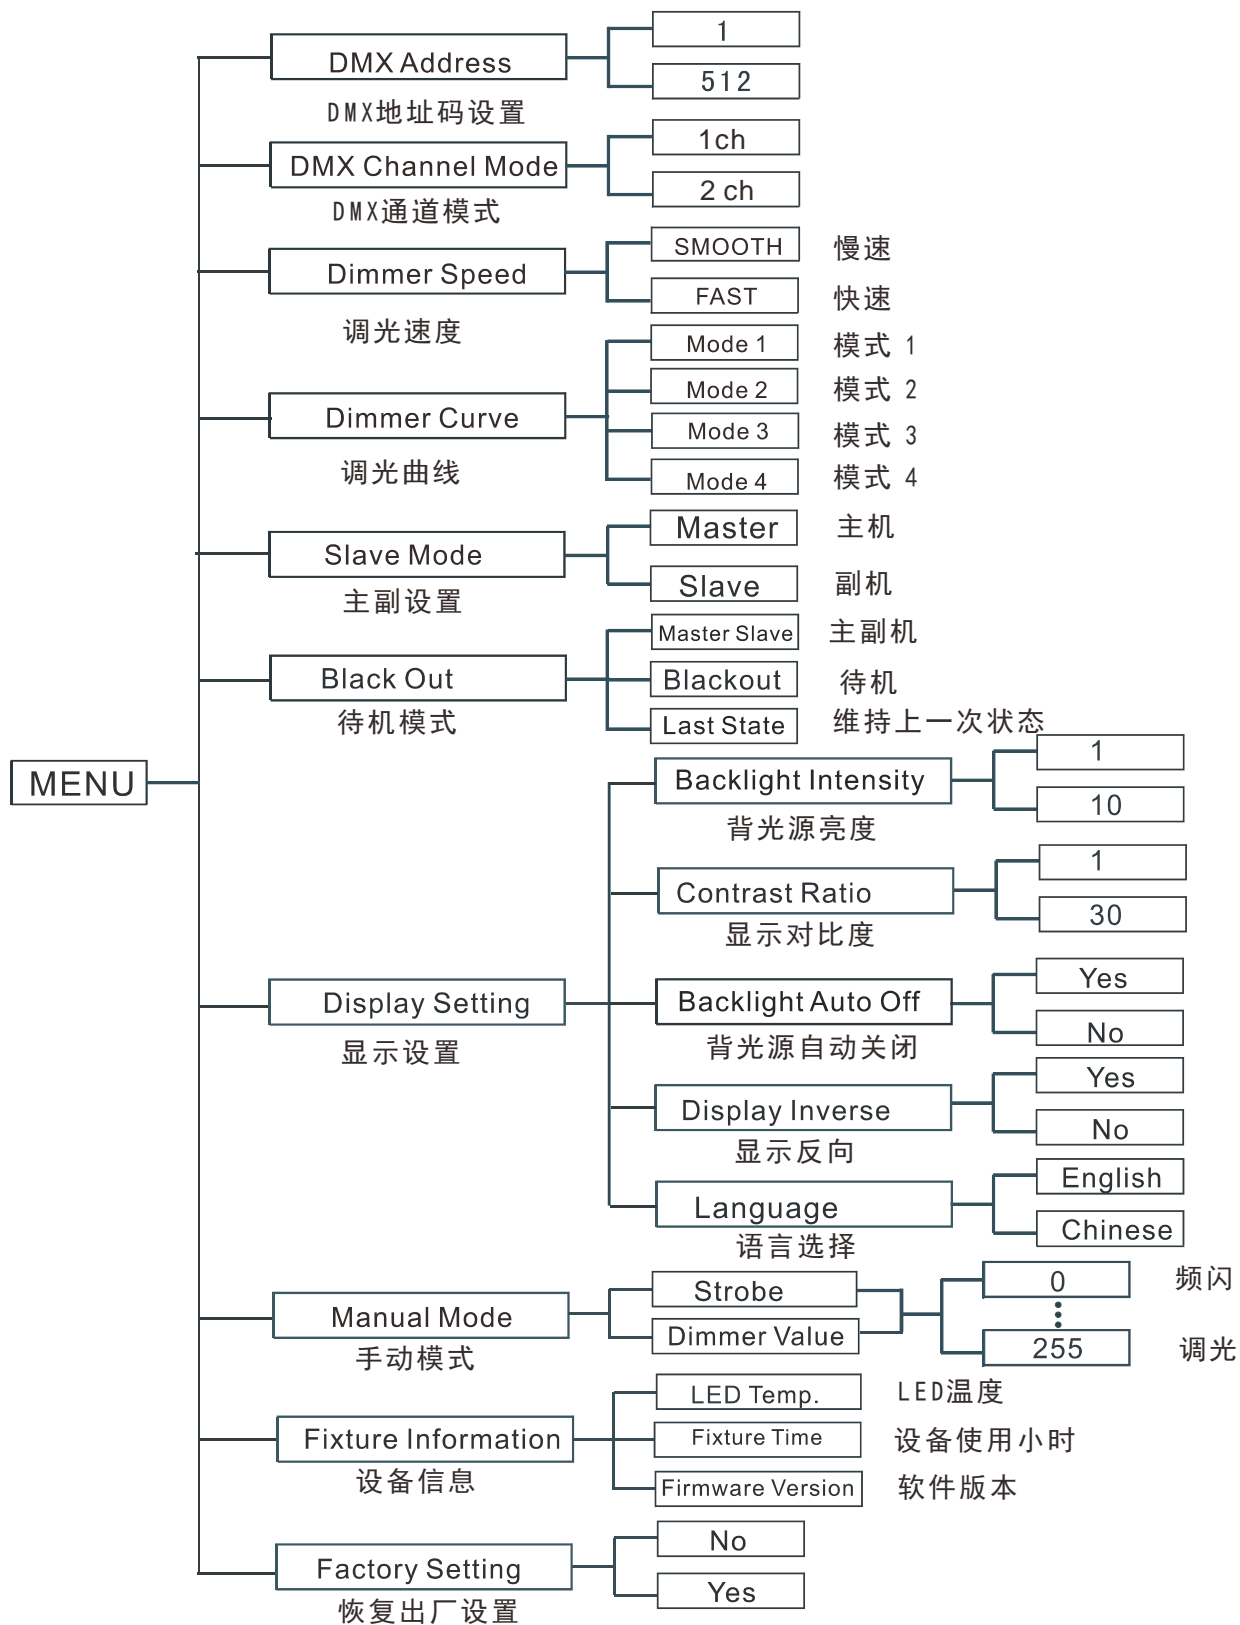 MENU
DMX Address
DMX地址码设置
1
512
DMX Channel Mode
DMX通道模式
1ch
2 ch
Dimmer Speed
调光速度
SMOOTH 慢速
FAST 快速
Dimmer Curve
调光曲线
Mode 1 模式 1
Mode 2 模式 2
Mode 3 模式 3
Mode 4 模式 4
Slave Mode
主副设置
Master 主机
Slave 副机
Black Out
待机模式
Master Slave 主副机
Blackout 待机
Last State 维持上一次状态
Display Setting
显示设置
Backlight Intensity
背光源亮度
1
10
Contrast Ratio
显示对比度
1
30
Backlight Auto Off
背光源自动关闭
Yes
No
Display Inverse
显示反向
Yes
No
Language
语言选择
English
Chinese
Manual Mode
手动模式
Strobe
Dimmer Value
0 频闪
255 调光
Fixture Information
设备信息
LED Temp. LED温度
Fixture Time 设备使用小时
Firmware Version 软件版本
Factory Setting
恢复出厂设置
No
Yes